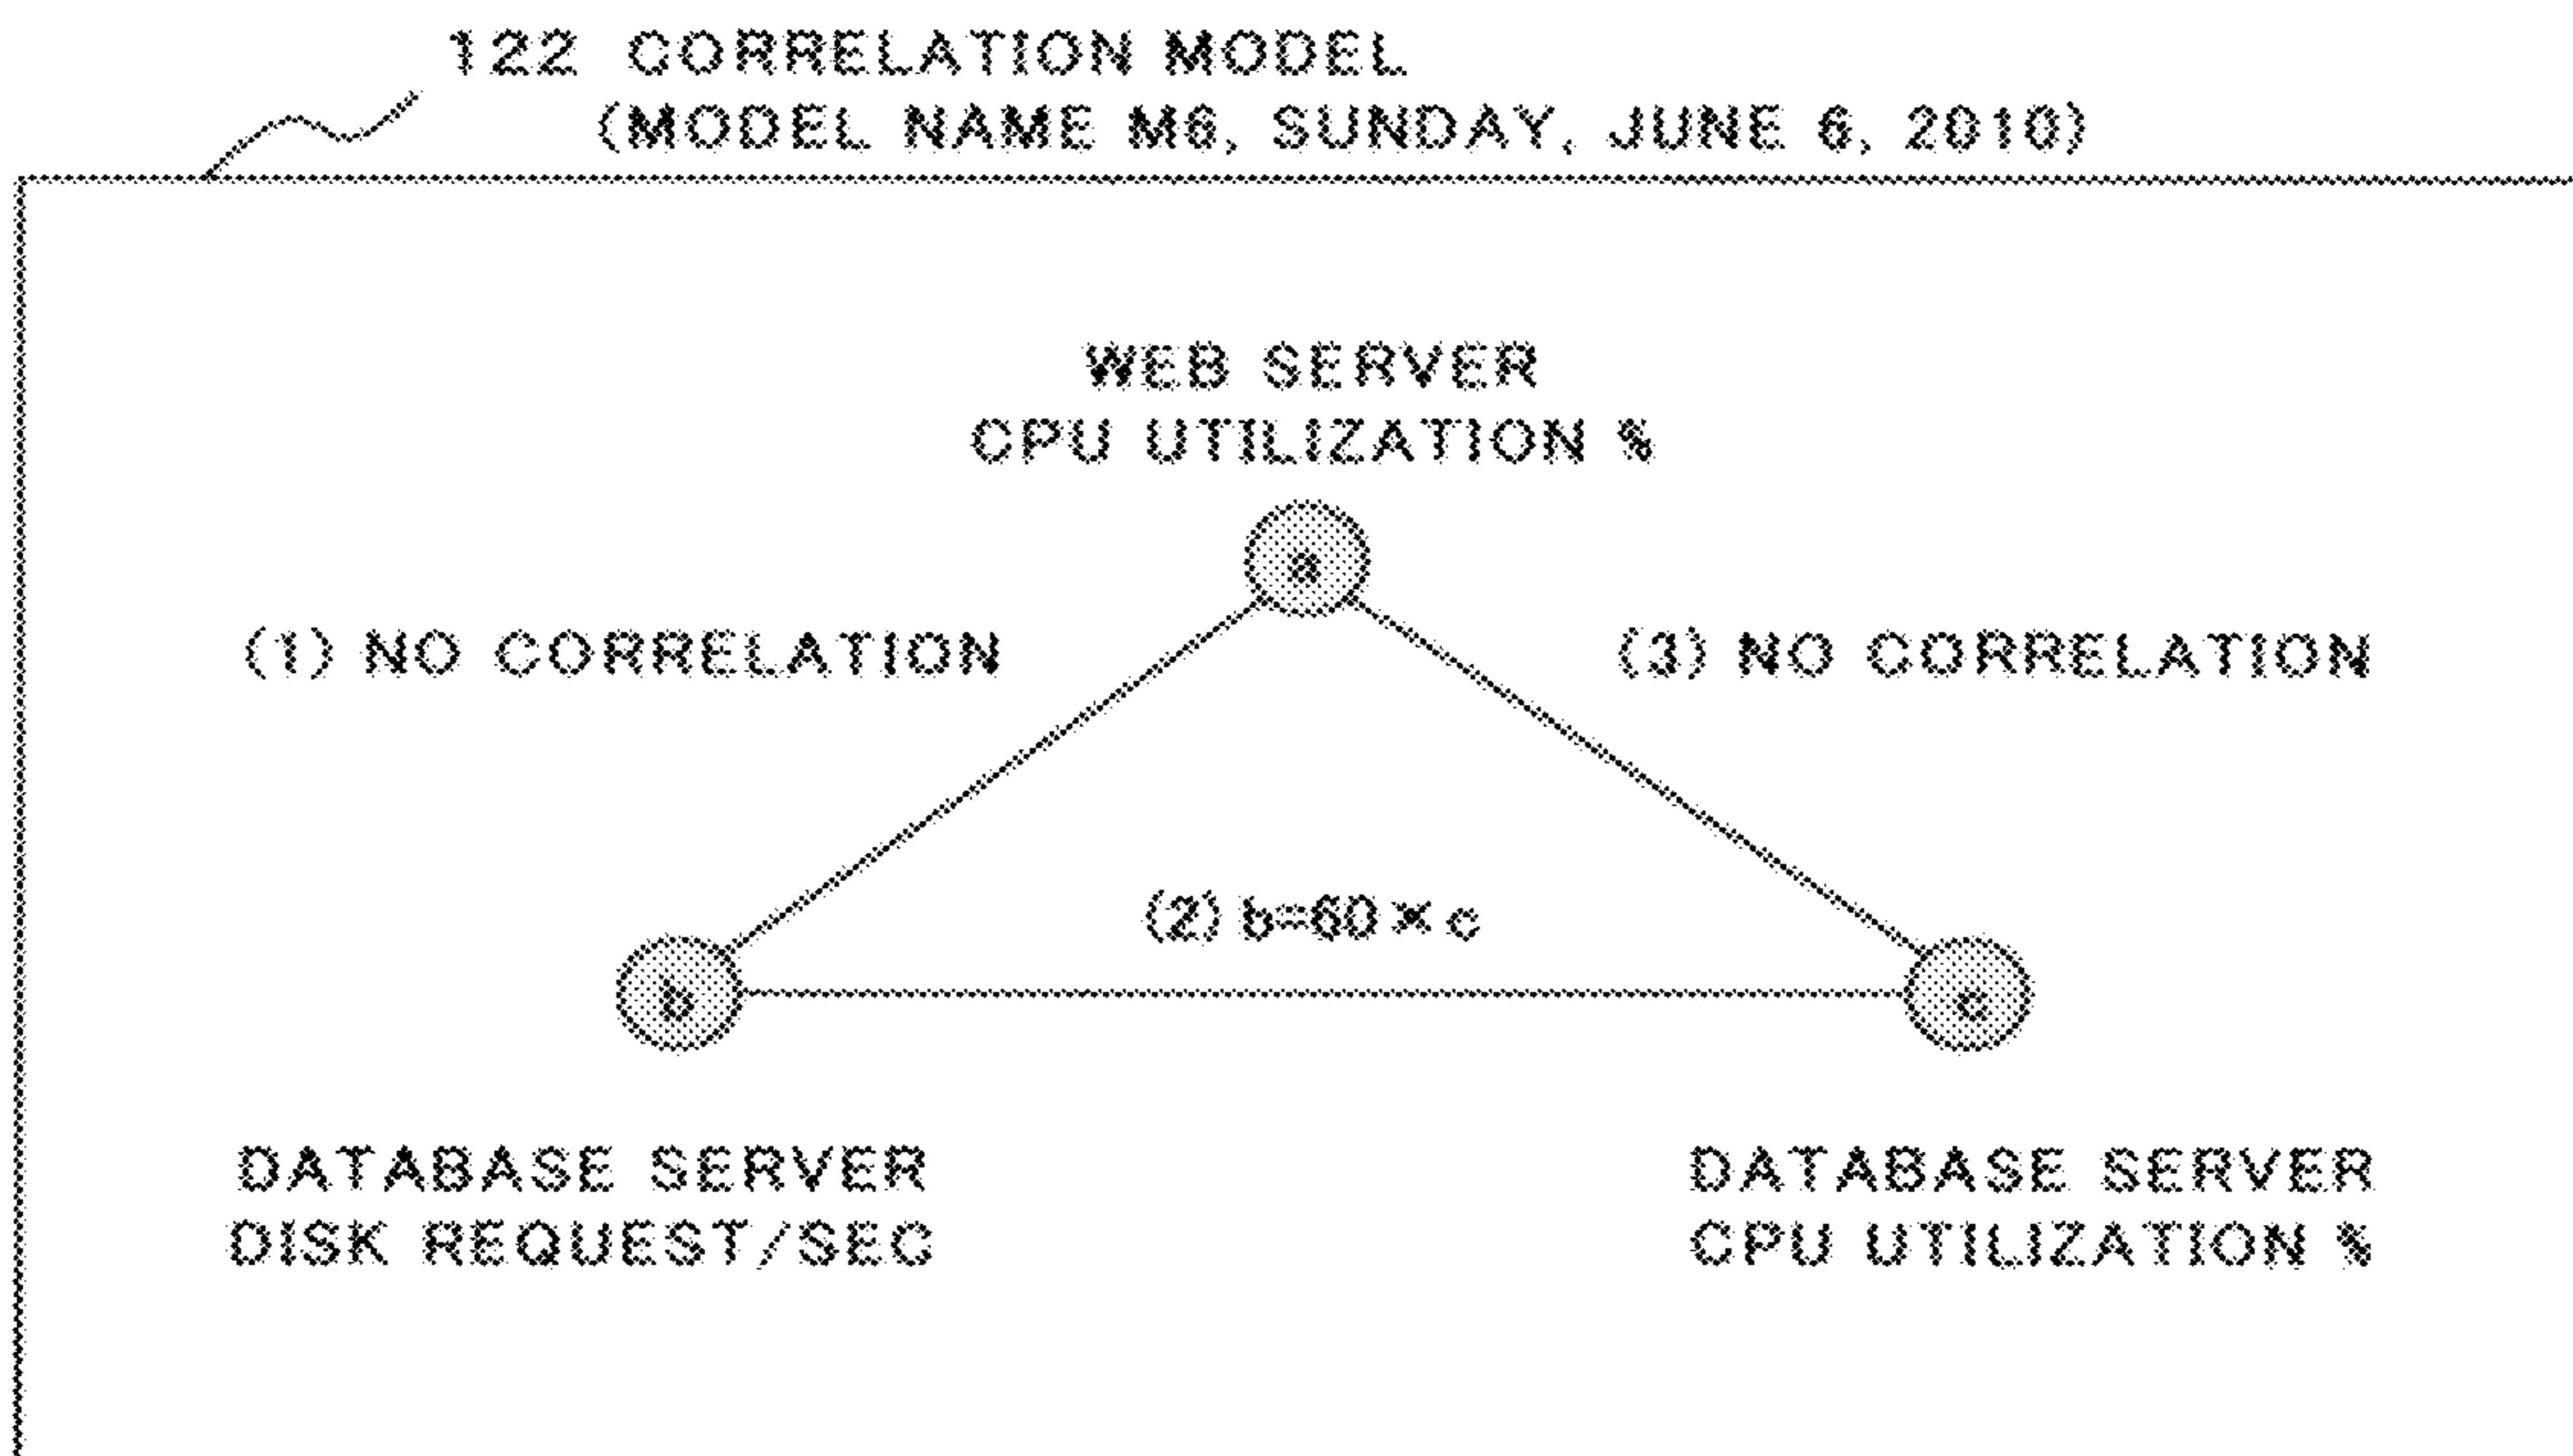 122 CORRELATION MODEL
(MODEL NAME M6, SUNDAY, JUNE 6, 2010)
WEB SERVER
CPU UTILIZATION %
a
(1) NO CORRELATION
(3) NO CORRELATION
(2) b=60×c
b
c
DATABASE SERVER
DISK REQUEST/SEC
DATABASE SERVER
CPU UTILIZATION %